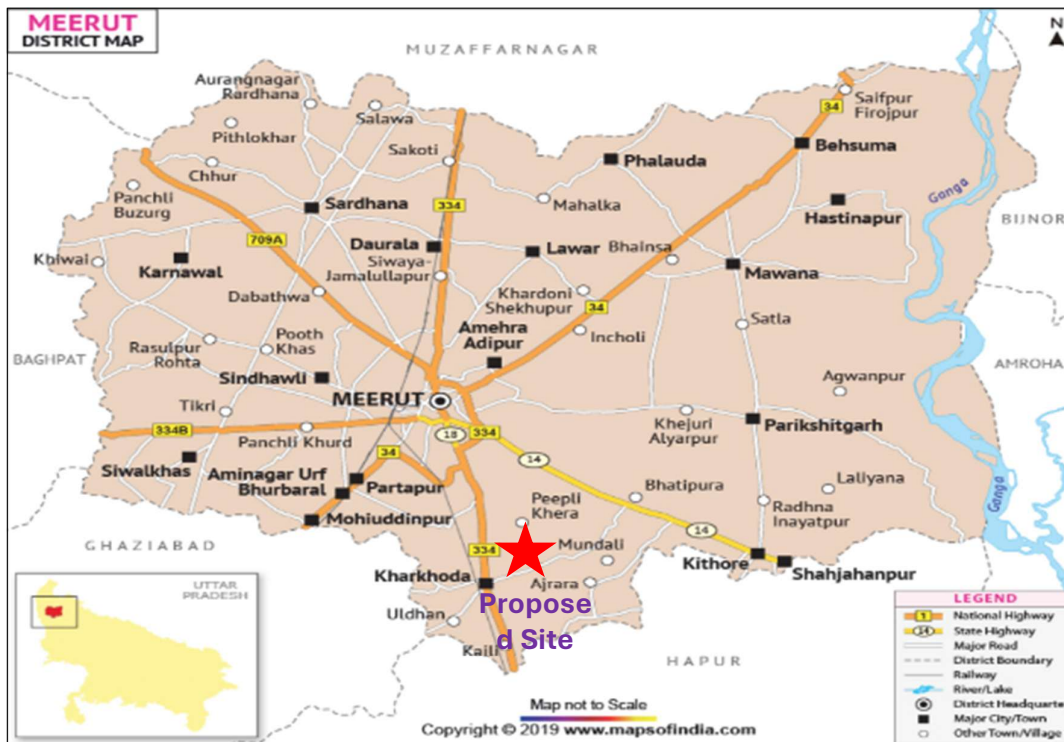 MEERUT
DISTRICT MAP
N
MUZAFFARNAGAR
Aurangnagar
Rardhana
Salawa
34
Saifpur
Firojpur
Pithlokhar
Sakoti
Behsuma
Phalauda
Chhur
Panchli
Buzurg
Mahalka
Ganga
Sardhana
334
Hastinapur
BIJNOR
709A
Daurala
Lawar
Bhainsa
Khiwai
Karnawal
Siwaya-
Jamalullapur
Mawana
Dabathwa
Khardoni
Shekhupur
34
Satla
Pooth
Khas
Amehra
Adipur
Incholi
Rasulpur
Rohta
BAGHPAT
AMROHA
Sindhawli
Agwanpur
MEERUT
Tikri
Khejuri
Alyarpur
Parikshitgarh
334B
Panchli Khurd
18
334
34
14
Siwalkhas
Aminagar Urf
Bhurbaral
Partapur
Bhatipura
Laliyana
Peepli
Khera
Radhna
Inayatpur
Ganga
Mohiuddinpur
14
GHAZIABAD
334
Mundali
Kithore
Shahjahanpur
Kharkhoda
Ajrara
UTTAR
PRADESH
Propose
d Site
Uldhan
Kaili
HAPUR
LEGEND
1 National Highway
14 State Highway
Major Road
District Boundary
Railway
River/Lake
District Headquarte
Major City/Town
Other Town/Village
Map not to Scale
Copyright © 2019 www.mapsofindia.com